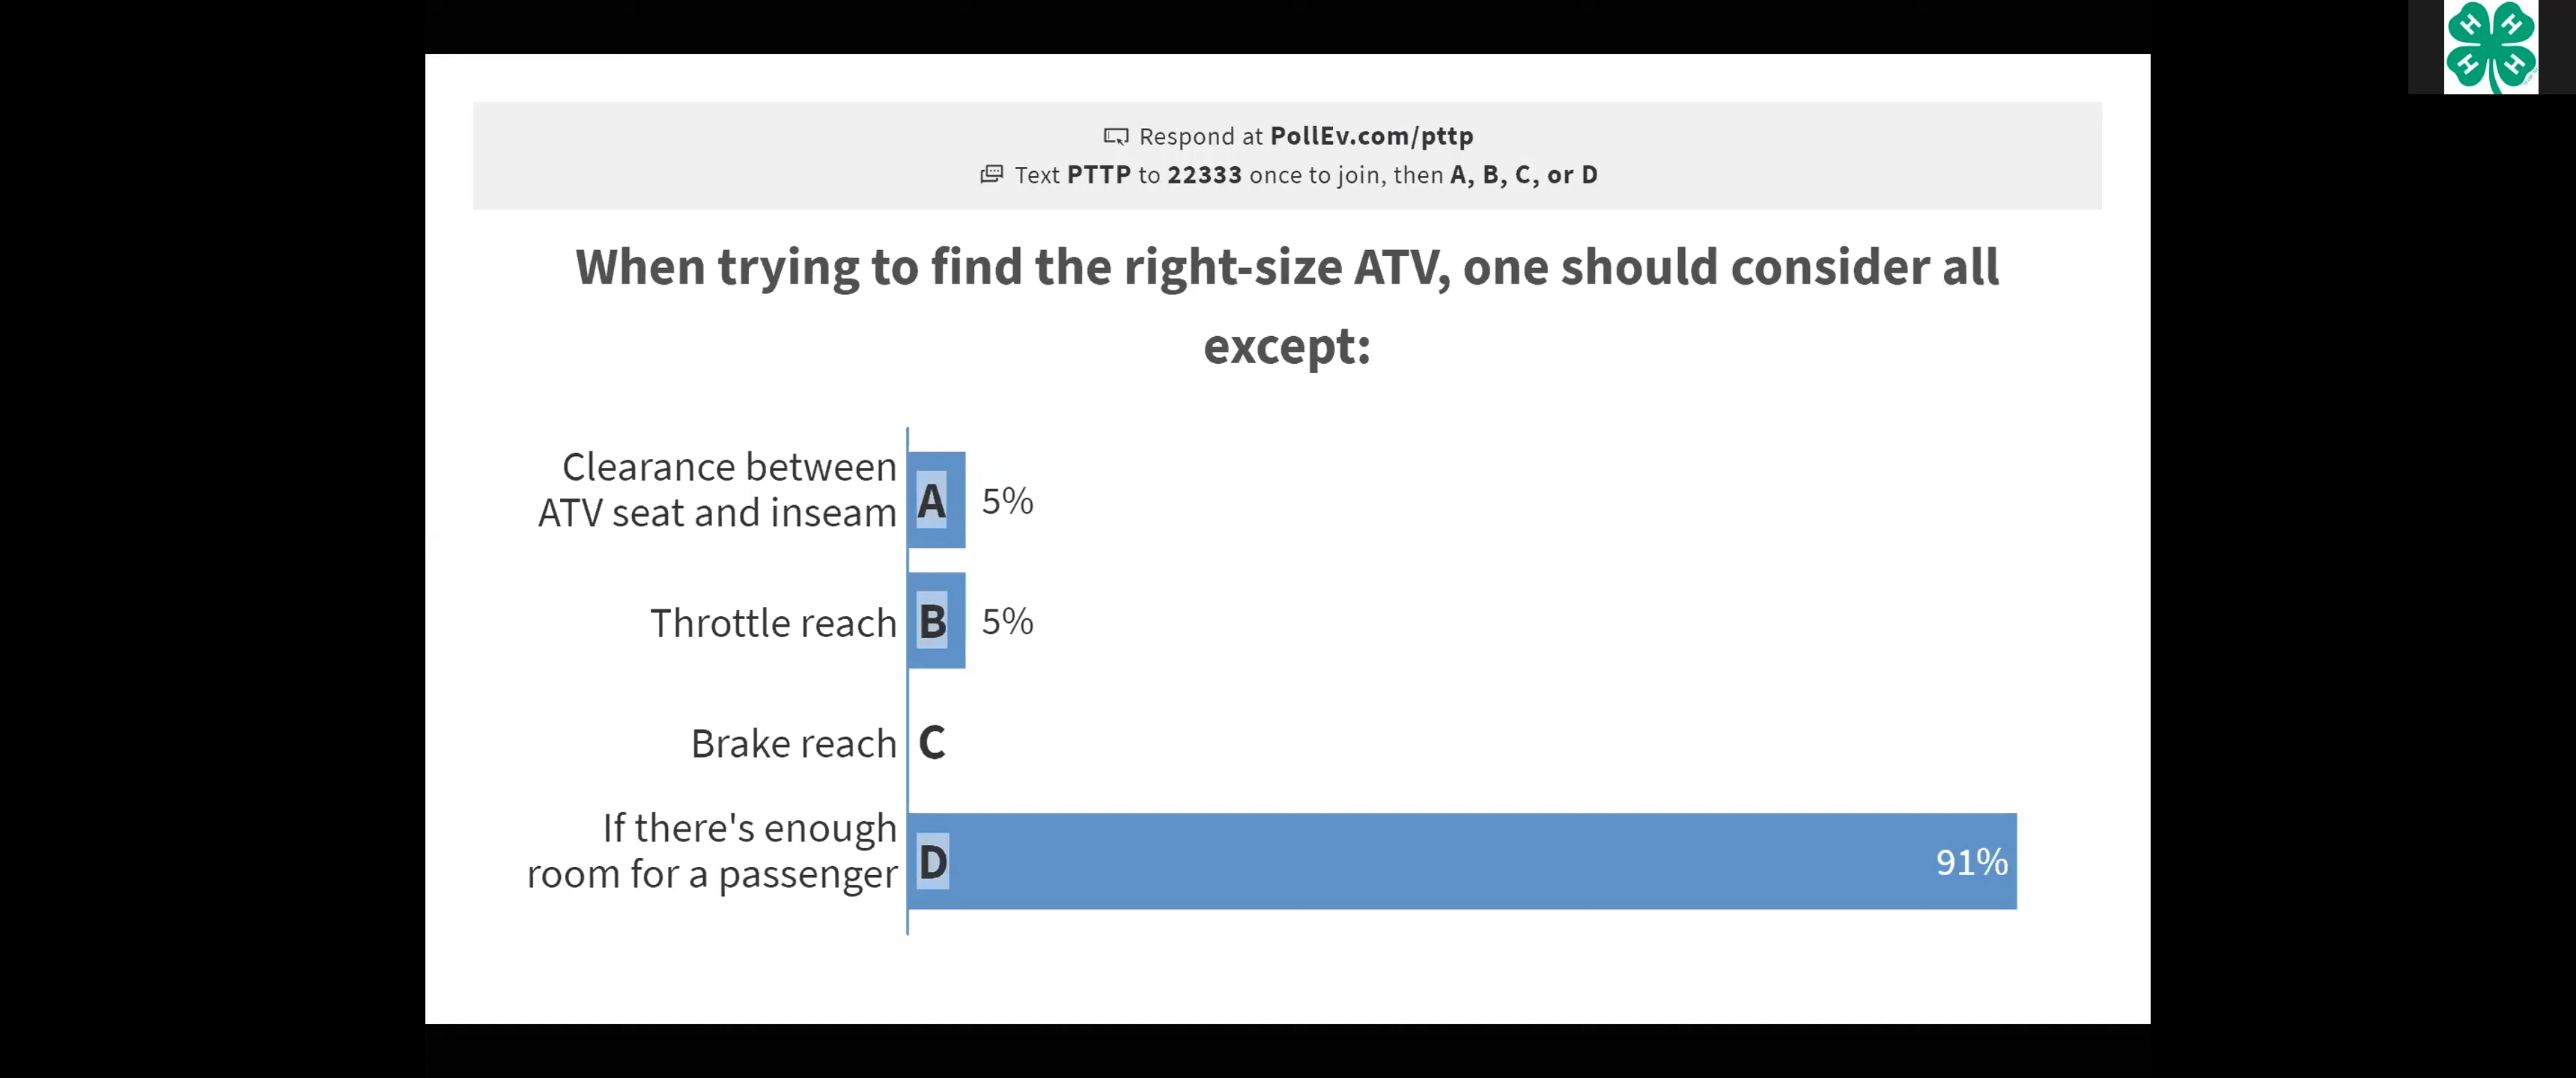 Respond at PollEv.com/pttp
Text PTTP to 22333 once to join, then A, B, C, or D
When trying to find the right-size ATV, one should consider all
except:
Clearance between
ATV seat and inseam
A
5%
Throttle reach
B
5%
Brake reach
C
If there's enough
room for a passenger
D
91%
H
H
H
H